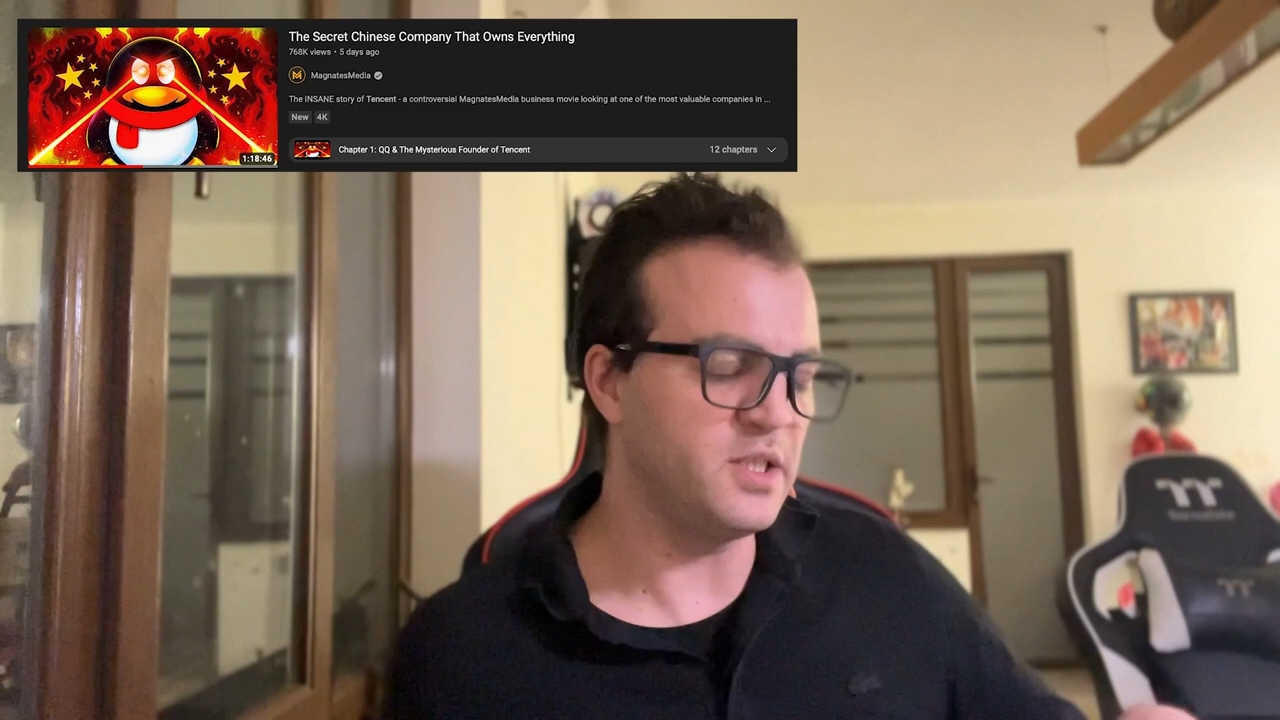 The Secret Chinese Company That Owns Everything
768K views • 5 days ago
MagnatesMedia
The INSANE story of Tencent - a controversial MagnatesMedia business movie looking at one of the most valuable companies in ...
New 4K
1:18:46
Chapter 1: QQ & The Mysterious Founder of Tencent 12 chapters